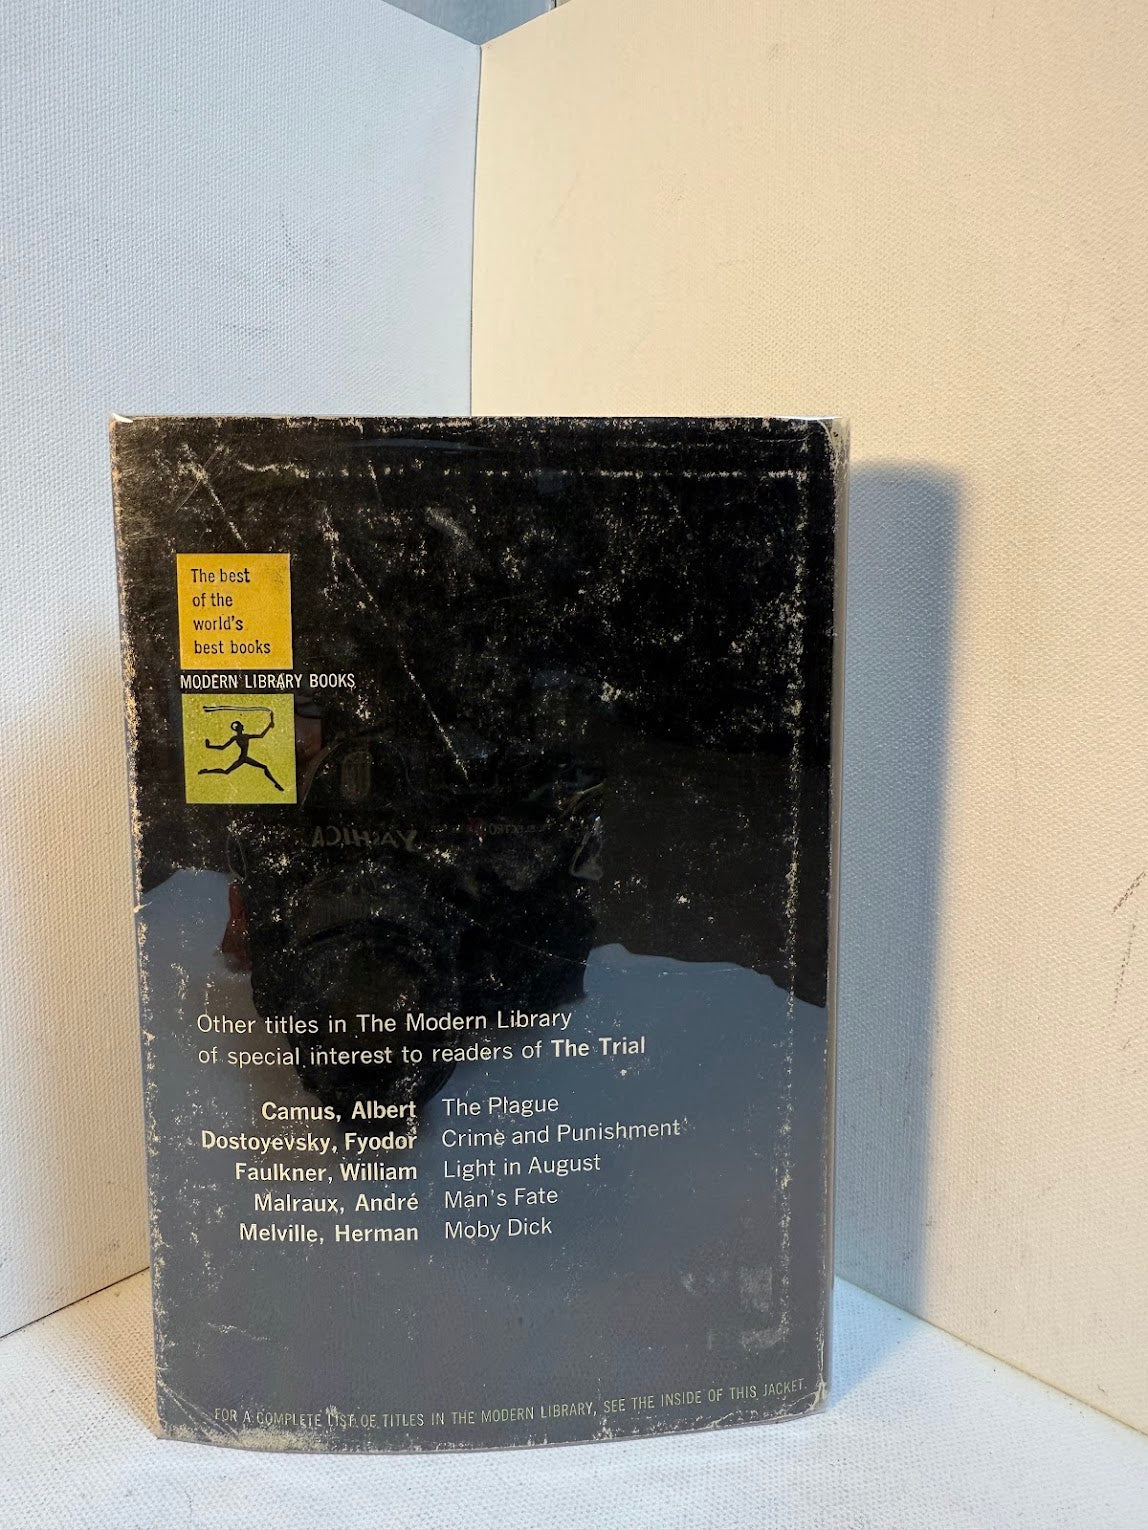 The best
of the
world's
best books
MODERN LIBRARY BOOKS
YASHICA
Other titles in The Modern Library
of special interest to readers of The Trial
Camus, Albert The Plague
Dostoyevsky, Fyodor Crime and Punishment
Faulkner, William Light in August
Malraux, André Man's Fate
Melville, Herman Moby Dick
FOR A COMPLETE LIST OF TITLES IN THE MODERN LIBRARY, SEE THE INSIDE OF THIS JACKET.